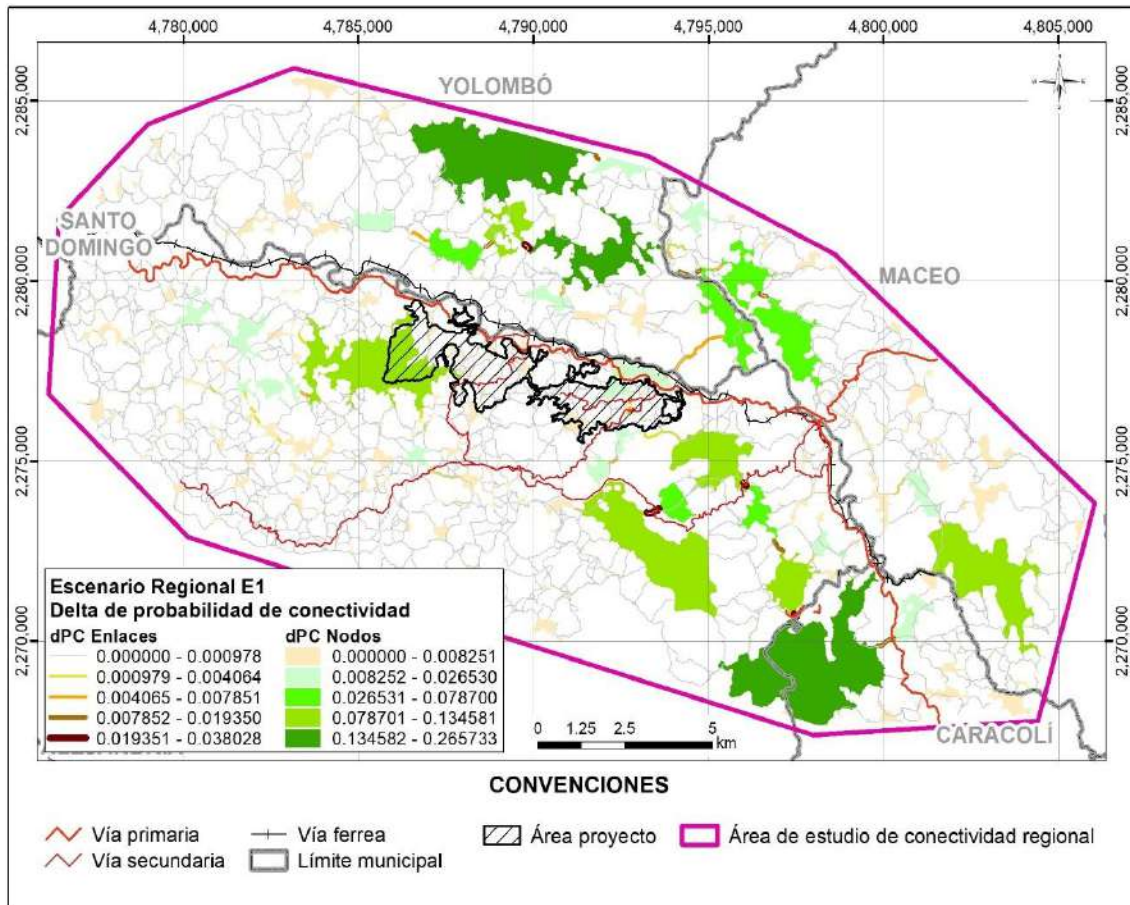 4,780,000 4,785,000 4,790,000 4,795,000 4,800,000 4,805,000
2,285,000 2,285,000
YOLOMBÓ
SANTO
DOMINGO
2,280,000 2,280,000
MACEO
2,275,000 2,275,000
2,270,000 2,270,000
Escenario Regional E1
Delta de probabilidad de conectividad
dPC Enlaces dPC Nodos
0.000000 - 0.000978 0.000000 - 0.008251
0.000979 - 0.004064 0.008252 - 0.026530
0.004065 - 0.007851 0.026531 - 0.078700
0.007852 - 0.019350 0.078701 - 0.134581
0.019351 - 0.038028 0.134582 - 0.265733
0 1.25 2.5 5
km
CARACOLÍ
CONVENCIONES
Vía primaria Vía ferrea Área proyecto Área de estudio de conectividad regional
Vía secundaria Límite municipal